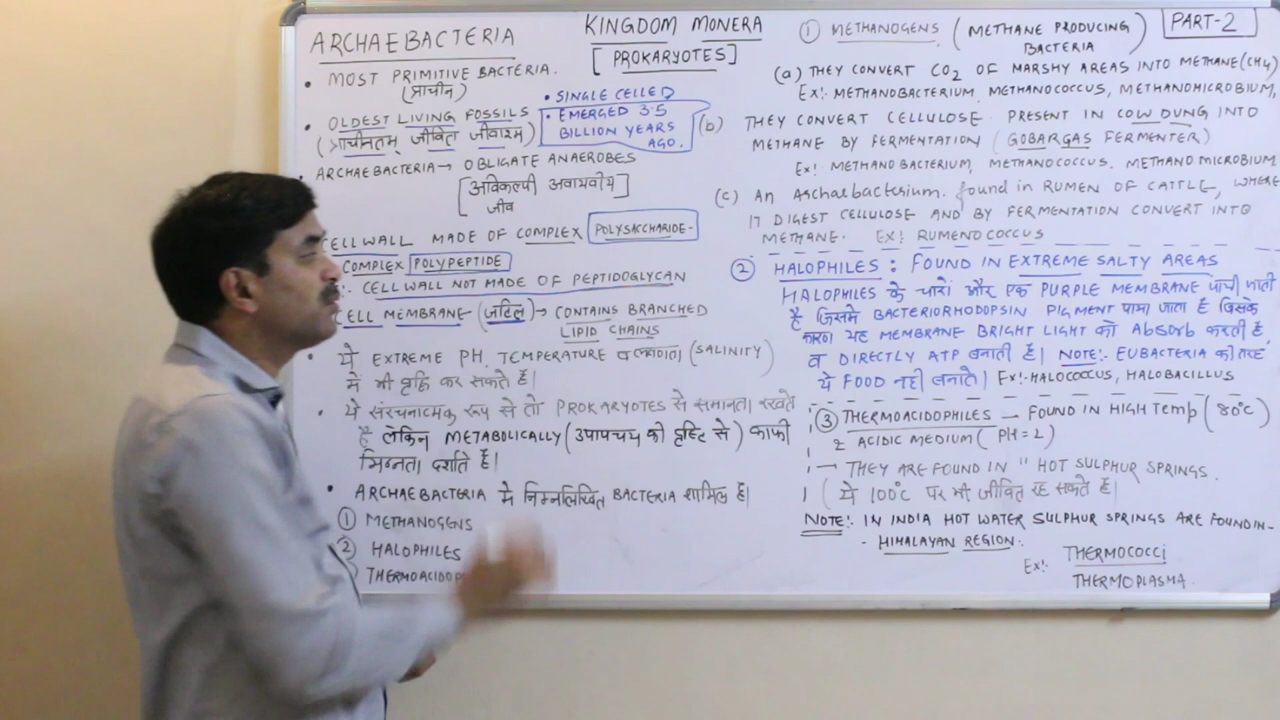 KINGDOM MONERA
[PROKARYOTES]
PART-2
ARCHAEBACTERIA
• MOST PRIMITIVE BACTERIA.
(प्राचीन)
• OLDEST LIVING FOSSILS
(प्राचीनतम् जीवित जीवाश्म)
• SINGLE CELLED
• EMERGED 3.5
BILLION YEARS
AGO.
• ARCHAEBACTERIA → OBLIGATE ANAEROBES
[अविकल्पी अवायवीय
जीव]
CELLWALL MADE OF COMPLEX POLYSACCHARIDE-
COMPLEX POLYPEPTIDE
CELL WALL NOT MADE OF PEPTIDOGLYCAN
CELL MEMBRANE (जटिल) → CONTAINS BRANCHED
LIPID CHAINS
• ये EXTREME PH, TEMPERATURE व लवणता (SALINITY)
में भी वृद्धि कर सकते हैं।
• ये संरचनात्मक रूप से तो PROKARYOTES से समानता रखते
है लेकिन METABOLICALLY (उपापचय की दृष्टि से) काफी
भिन्नता दर्शाते हैं।
• ARCHAEBACTERIA मे निम्नलिखित BACTERIA शामिल है।
① METHANOGENS
② HALOPHILES
THERMOACIDOP
① METHANOGENS (METHANE PRODUCING
BACTERIA)
(a) THEY CONVERT CO2 OF MARSHY AREAS INTO METHANE(CH4)
Ex:- METHANOBACTERIUM, METHANOCOCCUS, METHANOMICROBIUM,
(b) THEY CONVERT CELLULOSE PRESENT IN COW DUNG INTO
METHANE BY FERMENTATION (GOBARGAS FERMENTER)
Ex: METHANOBACTERIUM, METHANOCOCCUS. METHANOMICROBIUM
(c) An Archaebacterium. found in RUMEN OF CATTLE, WHERE
IT DIGEST CELLULOSE AND BY FERMENTATION CONVERT INTO
METHANE. EX: RUMENOCOCCUS
② HALOPHILES: FOUND IN EXTREME SALTY AREAS
HALOPHILES के चारों और एक PURPLE MEMBRANE पायी जाती
है जिसमे BACTERIORHODOPSIN PIGMENT पाया जाता है जिसके
कारण यह MEMBRANE BRIGHT LIGHT को Absorb करती है
व DIRECTLY ATP बनाती है। NOTE:- EUBACTERIA की तरह
ये FOOD नही बनाते। Ex:- HALOCOCCUS, HALOBACILLUS
③ THERMOACIDOPHILES — FOUND IN HIGH Temp (80°C)
& ACIDIC MEDIUM (PH=2)
→ THEY ARE FOUND IN "HOT SULPHUR SPRINGS.
(ये 100°C पर भी जीवित रह सकते हैं।
NOTE:- IN INDIA HOT WATER SULPHUR SPRINGS ARE FOUND IN-
- HIMALAYAN REGION.
Ex:- THERMOCOCCI
THERMOPLASMA.